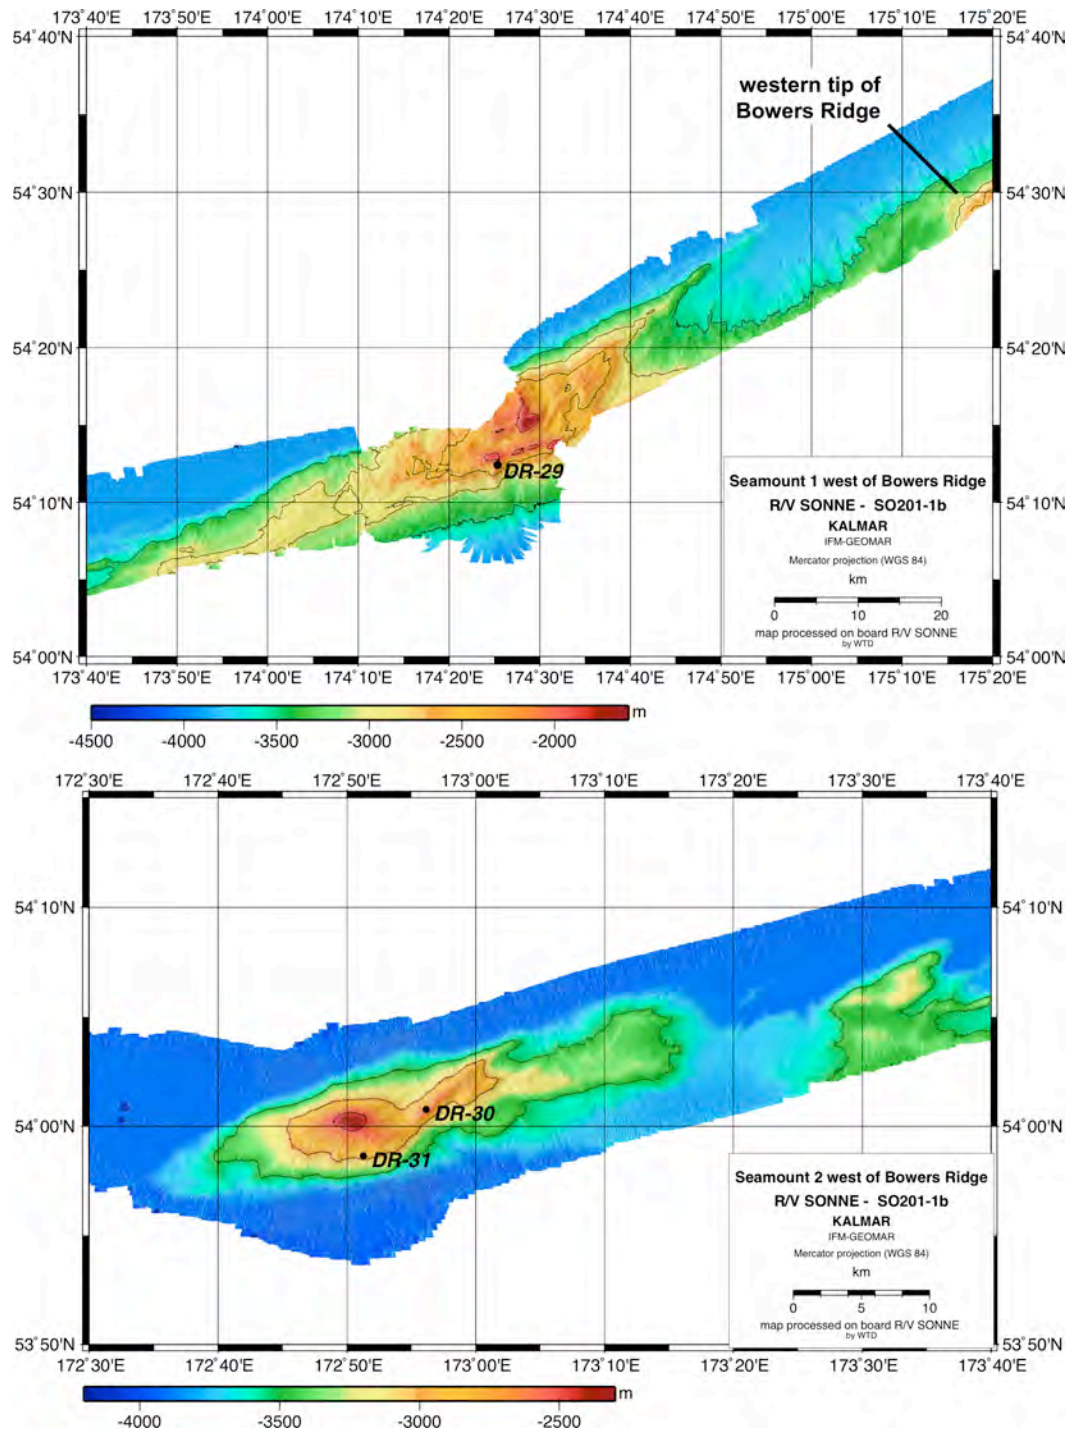 173˚40'E 173˚50'E 174˚00'E 174˚10'E 174˚20'E 174˚30'E 174˚40'E 174˚50'E 175˚00'E 175˚10'E 175˚20'E
54˚40'N 54˚40'N
western tip of
Bowers Ridge
54˚30'N 54˚30'N
54˚20'N 54˚20'N
DR-29
54˚10'N 54˚10'N
Seamount 1 west of Bowers Ridge
R/V SONNE - SO201-1b
KALMAR
IFM-GEOMAR
Mercator projection (WGS 84)
km
0 10 20
map processed on board R/V SONNE
by WTD
54˚00'N 54˚00'N
173˚40'E 173˚50'E 174˚00'E 174˚10'E 174˚20'E 174˚30'E 174˚40'E 174˚50'E 175˚00'E 175˚10'E 175˚20'E
m
-4500 -4000 -3500 -3000 -2500 -2000
172˚30'E 172˚40'E 172˚50'E 173˚00'E 173˚10'E 173˚20'E 173˚30'E 173˚40'E
54˚10'N 54˚10'N
DR-30
54˚00'N 54˚00'N
DR-31
Seamount 2 west of Bowers Ridge
R/V SONNE - SO201-1b
KALMAR
IFM-GEOMAR
Mercator projection (WGS 84)
km
0 5 10
map processed on board R/V SONNE
by WTD
53˚50'N 53˚50'N
172˚30'E 172˚40'E 172˚50'E 173˚00'E 173˚10'E 173˚20'E 173˚30'E 173˚40'E
m
-4000 -3500 -3000 -2500